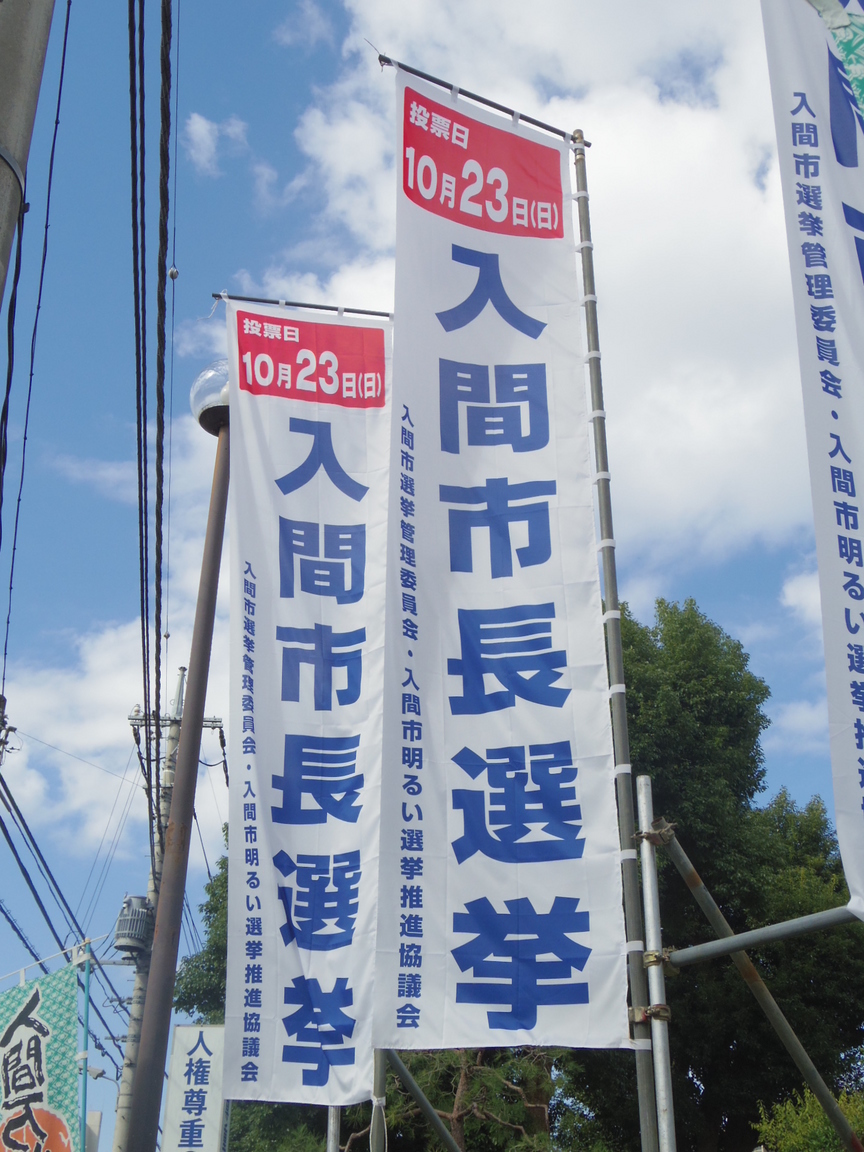 投票日
10月23日(日)
入間市長選挙
入間市選挙管理委員会・入間市明るい選挙推進協議会
投票日
10月23日(日)
入間市長選挙
入間市選挙管理委員会・入間市明るい選挙推進協議会
入間市選挙管理委員会・入間市明るい選挙推進
人権尊重
入間